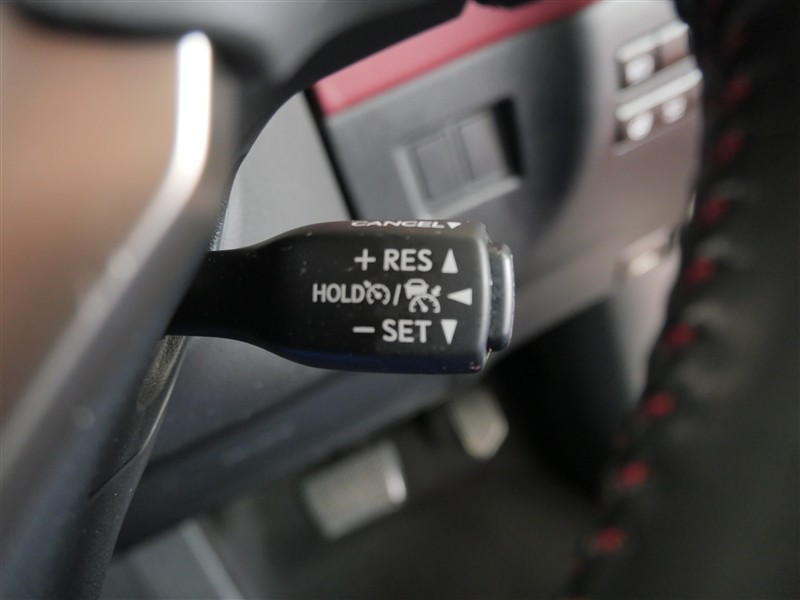 CANCEL▼
+ RES ▲
HOLD / ◀
− SET ▼